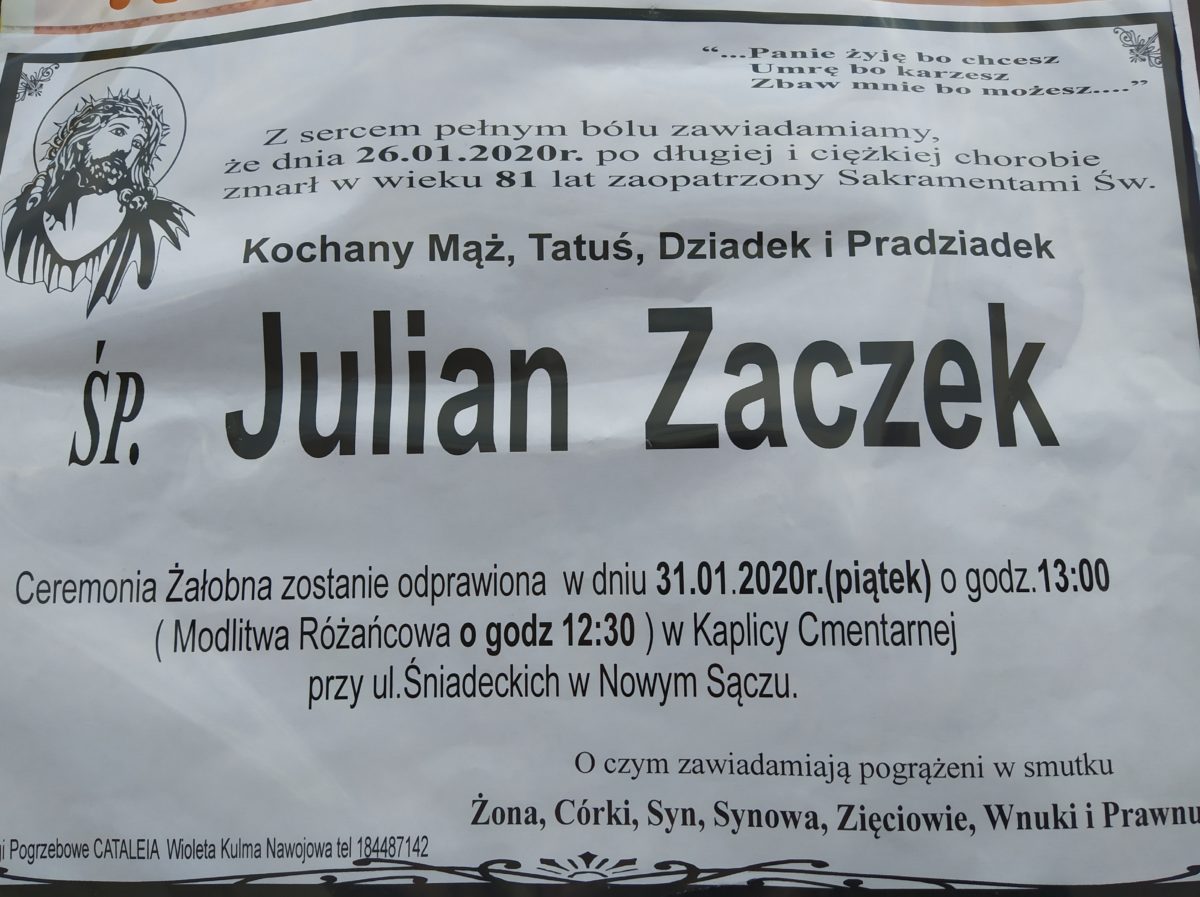 “...Panie żyję bo chcesz
Umrę bo karzesz
Zbaw mnie bo możesz....”
Z sercem pełnym bólu zawiadamiamy,
że dnia 26.01.2020r. po długiej i ciężkiej chorobie
zmarł w wieku 81 lat zaopatrzony Sakramentami Św.
Kochany Mąż, Tatuś, Dziadek i Pradziadek
ŚP. Julian Zaczek
Ceremonia Żałobna zostanie odprawiona w dniu 31.01.2020r.(piątek) o godz.13:00
( Modlitwa Różańcowa o godz 12:30 ) w Kaplicy Cmentarnej
przy ul.Śniadeckich w Nowym Sączu.
O czym zawiadamiają pogrążeni w smutku
Żona, Córki, Syn, Synowa, Zięciowie, Wnuki i Prawnu
gi Pogrzebowe CATALEIA Wioleta Kulma Nawojowa tel 184487142